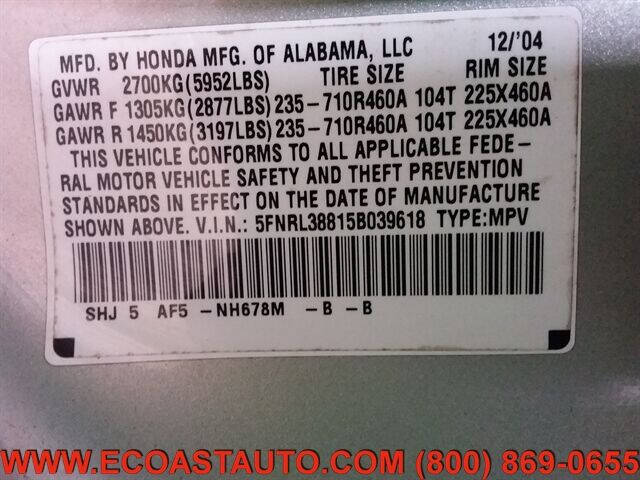 MFD. BY HONDA MFG. OF ALABAMA, LLC 12/'04
GVWR 2700KG(5952LBS) TIRE SIZE RIM SIZE
GAWR F 1305KG(2877LBS)235-710R460A 104T 225X460A
GAWR R 1450KG(3197LBS)235-710R460A 104T 225X460A
THIS VEHICLE CONFORMS TO ALL APPLICABLE FEDE-
RAL MOTOR VEHICLE SAFETY AND THEFT PREVENTION
STANDARDS IN EFFECT ON THE DATE OF MANUFACTURE
SHOWN ABOVE. V.I.N.: 5FNRL38815B039618 TYPE:MPV
SHJ 5 AF5 -NH678M -B -B
WWW.ECOASTAUTO.COM (800) 869-0655